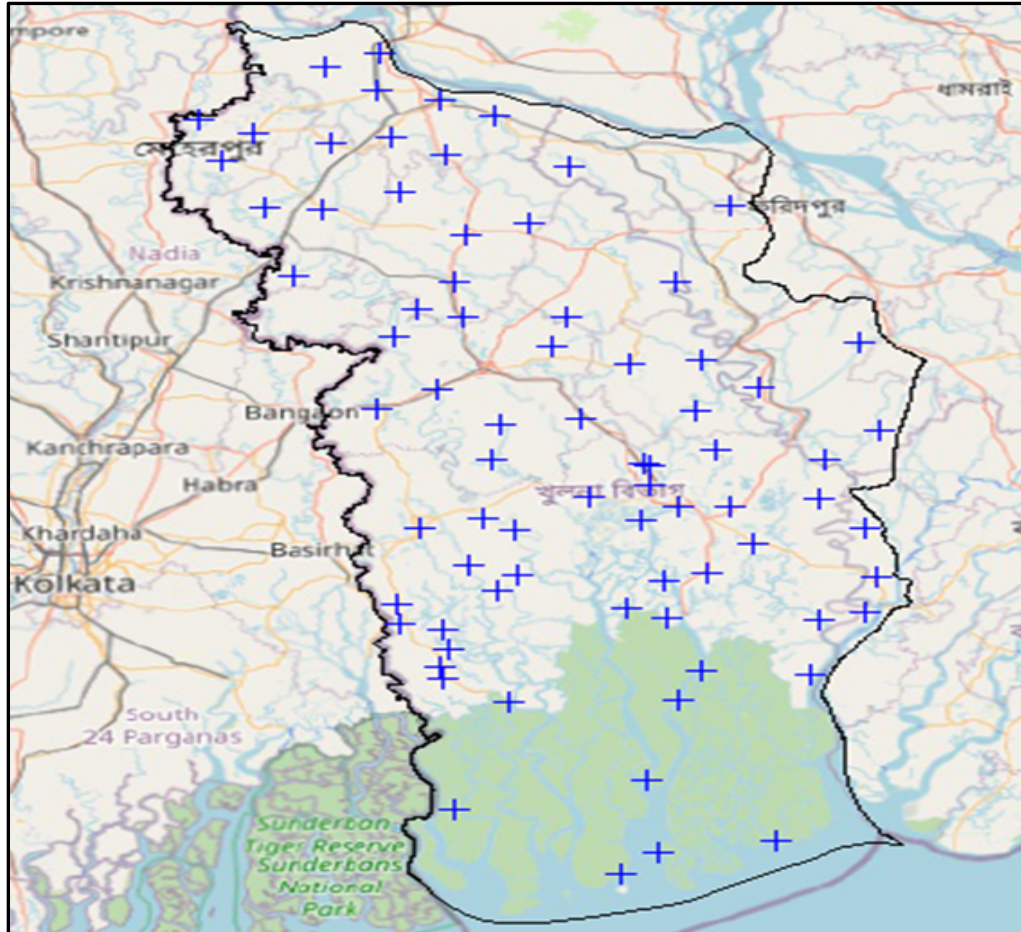 mpore
ধামরাই
মেহেরপুর
ফরিদপুর
Nadia
Krishnanagar
Shantipur
Bangaon
Kanchrapara
Habra
খুলনা বিভাগ
Khardaha
Basirhat
Kolkata
South
24 Parganas
Sunderban
Tiger Reserve
Sunderbans
National
Park